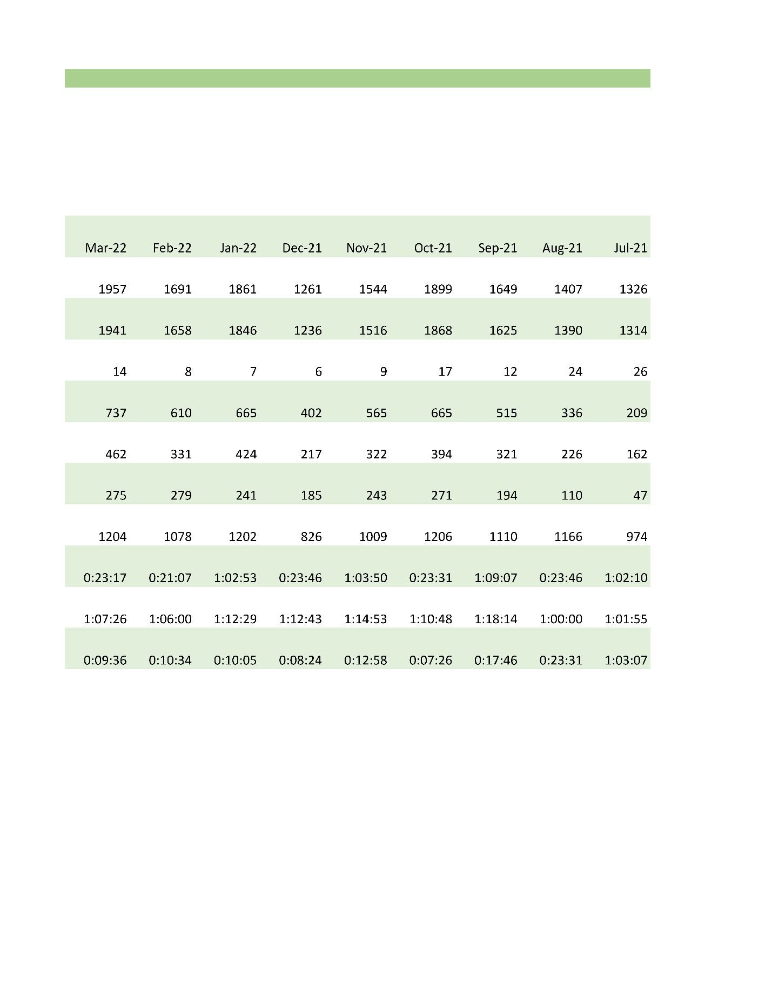 Mar-22 Feb-22 Jan-22 Dec-21 Nov-21 Oct-21 Sep-21 Aug-21 Jul-21
1957 1691 1861 1261 1544 1899 1649 1407 1326
1941 1658 1846 1236 1516 1868 1625 1390 1314
14 8 7 6 9 17 12 24 26
737 610 665 402 565 665 515 336 209
462 331 424 217 322 394 321 226 162
275 279 241 185 243 271 194 110 47
1204 1078 1202 826 1009 1206 1110 1166 974
0:23:17 0:21:07 1:02:53 0:23:46 1:03:50 0:23:31 1:09:07 0:23:46 1:02:10
1:07:26 1:06:00 1:12:29 1:12:43 1:14:53 1:10:48 1:18:14 1:00:00 1:01:55
0:09:36 0:10:34 0:10:05 0:08:24 0:12:58 0:07:26 0:17:46 0:23:31 1:03:07